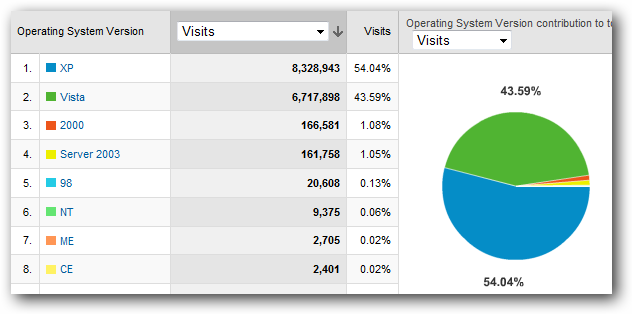 Operating System Version Visits Visits Operating System Version contribution to to
Visits
1. XP 8,328,943 54.04%
2. Vista 6,717,898 43.59%
3. 2000 166,581 1.08%
4. Server 2003 161,758 1.05%
5. 98 20,608 0.13%
6. NT 9,375 0.06%
7. ME 2,705 0.02%
8. CE 2,401 0.02%
43.59%
54.04%